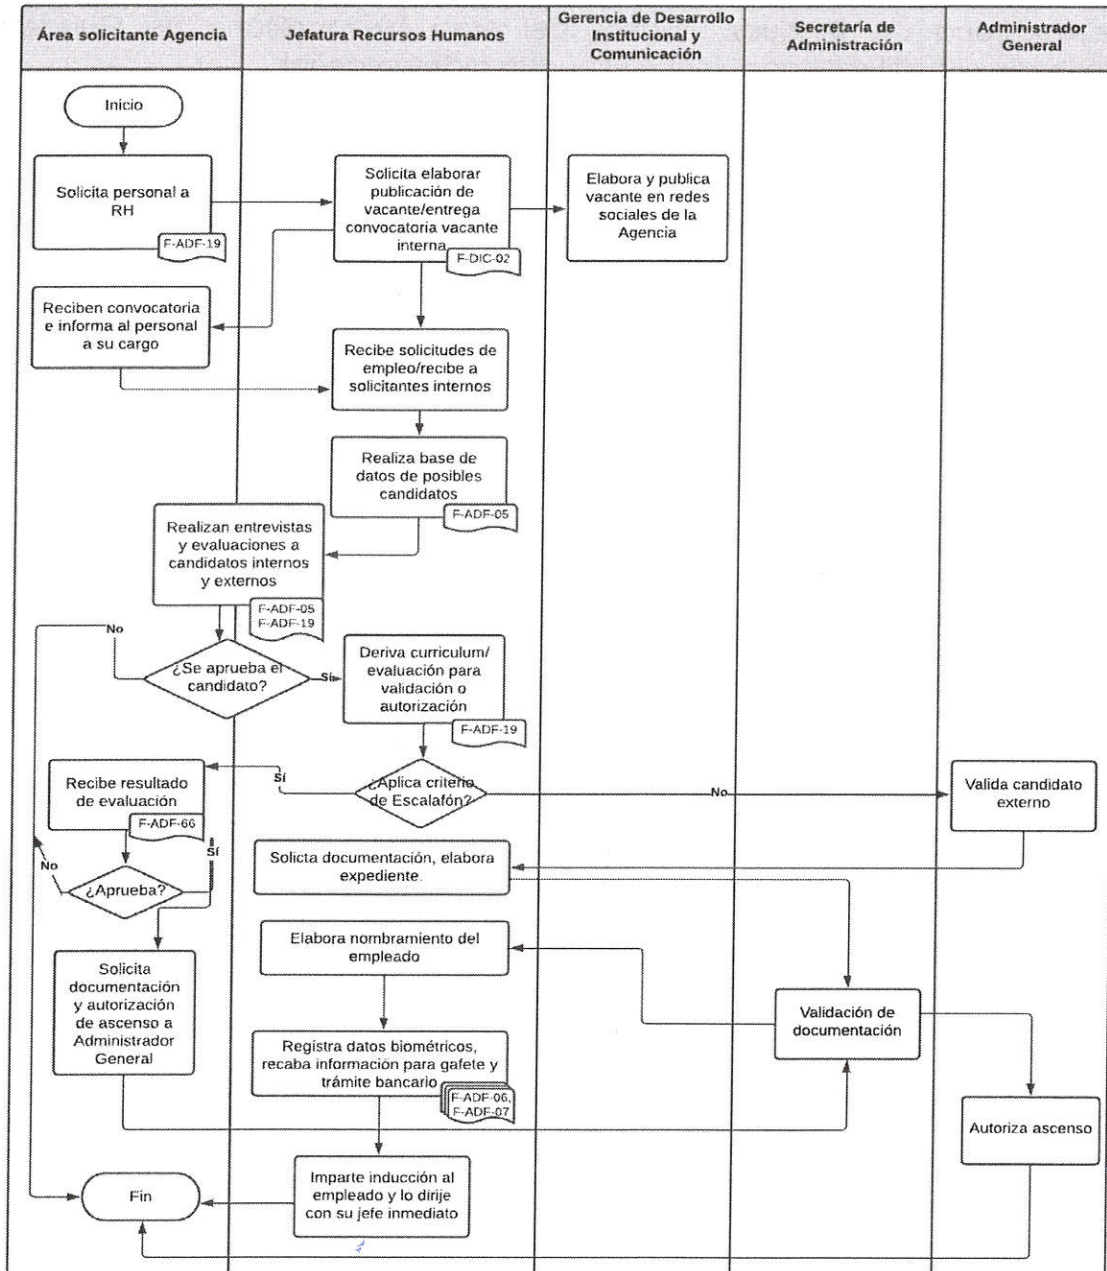 Área solicitante Agencia
Jefatura Recursos Humanos
Gerencia de Desarrollo
Institucional y
Comunicación
Secretaría de
Administración
Administrador
General
Inicio
Solicita personal a
RH
F-ADF-19
Solicita elaborar
publicación de
vacante/entrega
convocatoria vacante
interna
F-DIC-02
Elabora y publica
vacante en redes
sociales de la
Agencia
Reciben convocatoria
e informa al personal
a su cargo
Recibe solicitudes de
empleo/recibe a
solicitantes internos
Realiza base de
datos de posibles
candidatos
F-ADF-05
Realizan entrevistas
y evaluaciones a
candidatos internos
y externos
F-ADF-05
F-ADF-19
No
¿Se aprueba el
candidato?
Sí
Deriva curriculum/
evaluación para
validación o
autorización
F-ADF-19
Recibe resultado
de evaluación
F-ADF-66
Sí
¿Aplica criterio
de Escalafón?
No
Valida candidato
externo
No
¿Aprueba?
Sí
Solicta documentación, elabora
expediente.
Elabora nombramiento del
empleado
Solicita
documentación
y autorización
de ascenso a
Administrador
General
Validación de
documentación
Regístra datos biométricos,
recaba información para gafete y
trámite bancario
F-ADF-06,
F-ADF-07
Autoriza ascenso
Fin
Imparte inducción al
empleado y lo dirije
con su jefe inmediato